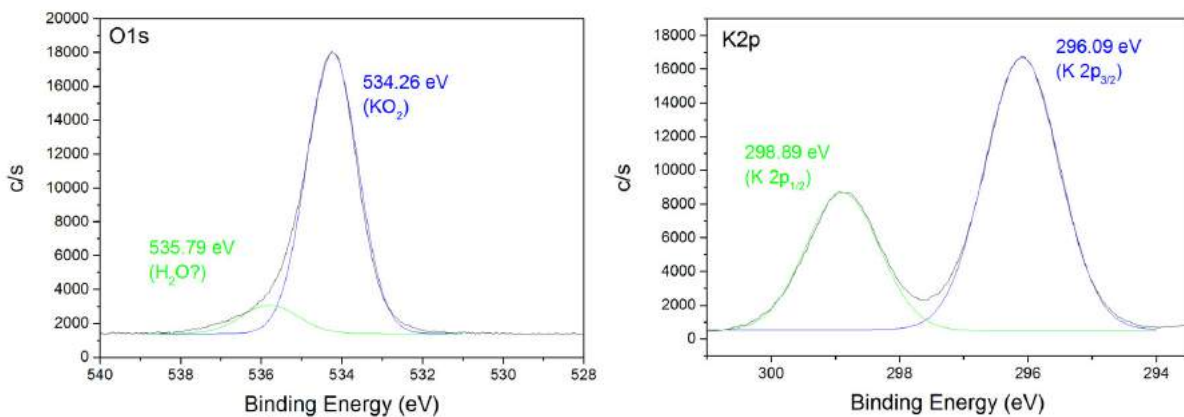 O1s
20000
18000
16000
14000
12000
10000
8000
6000
4000
2000
0
c/s
534.26 eV
(KO₂)
535.79 eV
(H₂O?)
540 538 536 534 532 530 528
Binding Energy (eV)
K2p
18000
16000
14000
12000
10000
8000
6000
4000
2000
0
c/s
296.09 eV
(K 2p₃/₂)
298.89 eV
(K 2p₁/₂)
300 298 296 294
Binding Energy (eV)